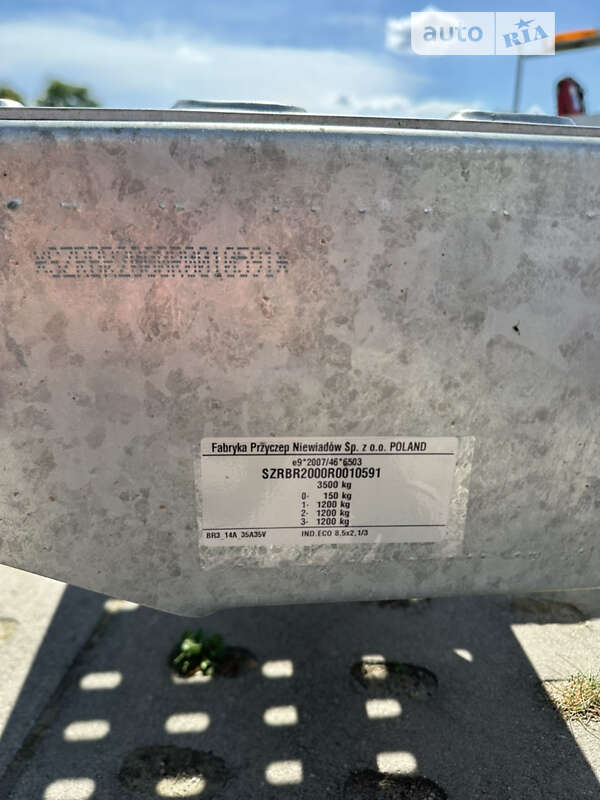 auto RIA
*SZRBR2000R0010591*
Fabryka Przyczep Niewiadów Sp. z o.o. POLAND
e9*2007/46*6503
SZRBR2000R0010591
3500 kg
0- 150 kg
1- 1200 kg
2- 1200 kg
3- 1200 kg
BR3 14A 35A35V IND.ECO 8,5x2,1/3